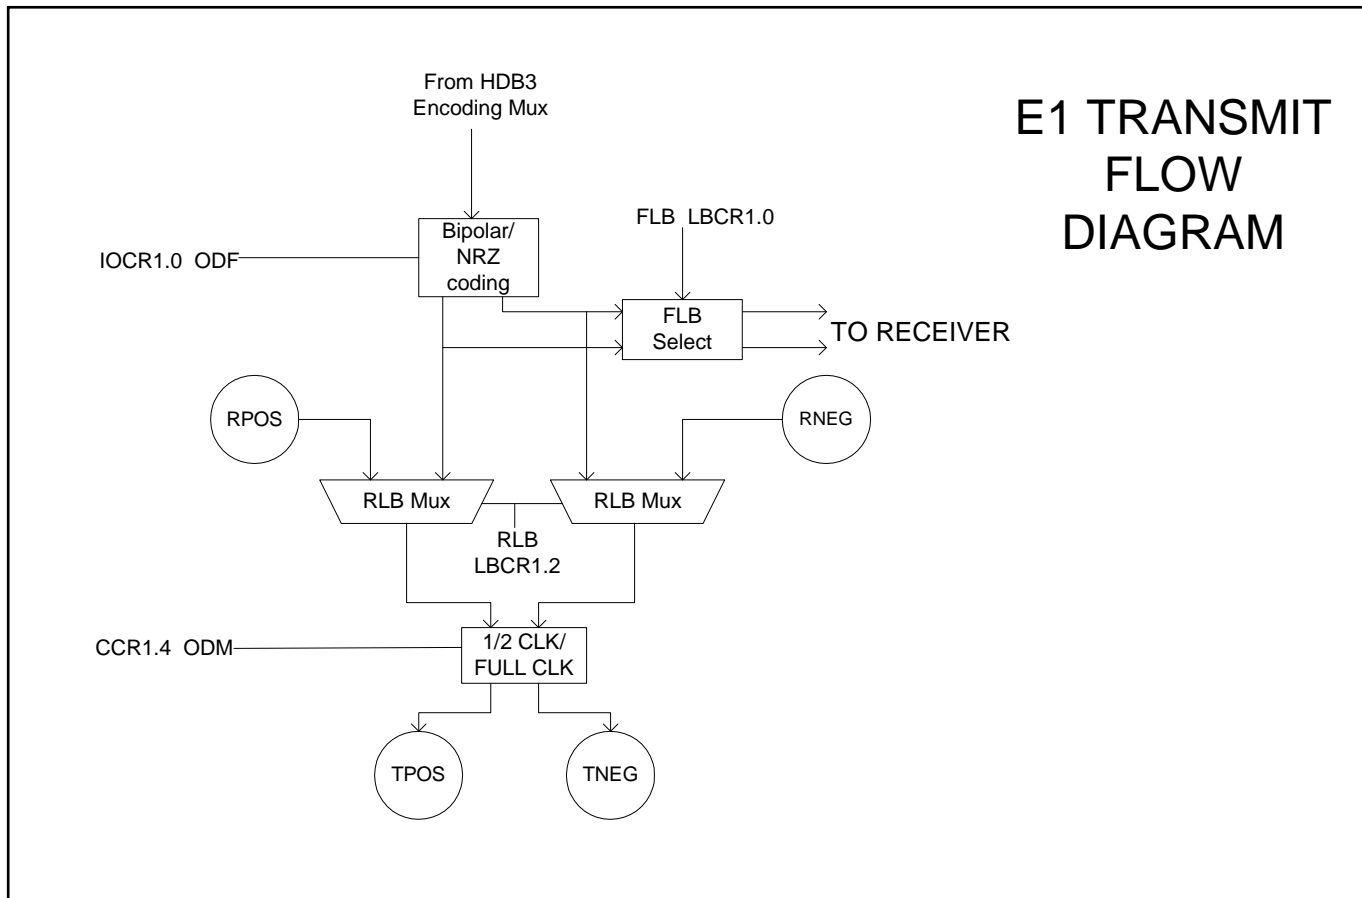 From HDB3
Encoding Mux
E1 TRANSMIT
FLOW
DIAGRAM
FLB LBCR1.0
Bipolar/
NRZ
coding
IOCR1.0 ODF
FLB
Select
TO RECEIVER
RPOS
RNEG
RLB Mux
RLB Mux
RLB
LBCR1.2
CCR1.4 ODM
1/2 CLK/
FULL CLK
TPOS
TNEG